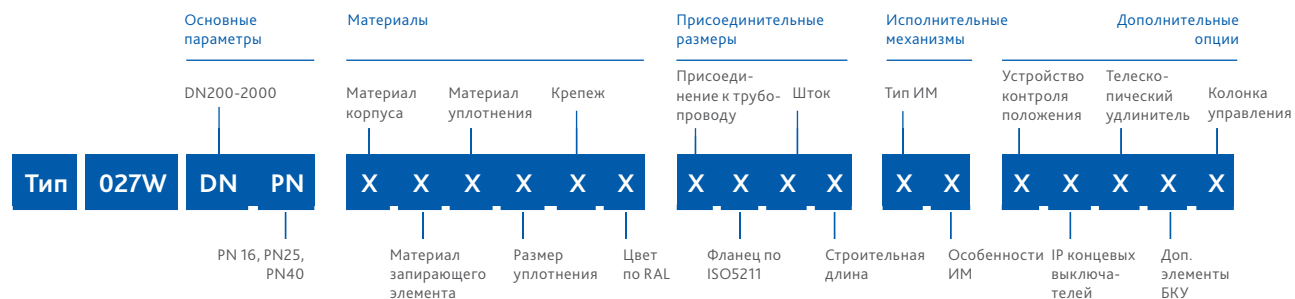 Основные
параметры
Материалы
Присоединительные
размеры
Исполнительные
механизмы
Дополнительные
опции
DN200-2000
Материал
корпуса
Материал
уплотнения
Крепеж
Присоеди-
нение к трубо-
проводу
Шток
Тип ИМ
Устройство
контроля
положения
Телеско-
пический
удлинитель
Колонка
управления
Тип 027W DN PN X X X X X X X X X X X X X X X X X
PN 16, PN25,
PN40
Материал
запирающего
элемента
Размер
уплотнения
Цвет
по RAL
Фланец по
ISO5211
Строительная
длина
Особенности
ИМ
IP концевых
выключа-
телей
Доп.
элементы
БКУ